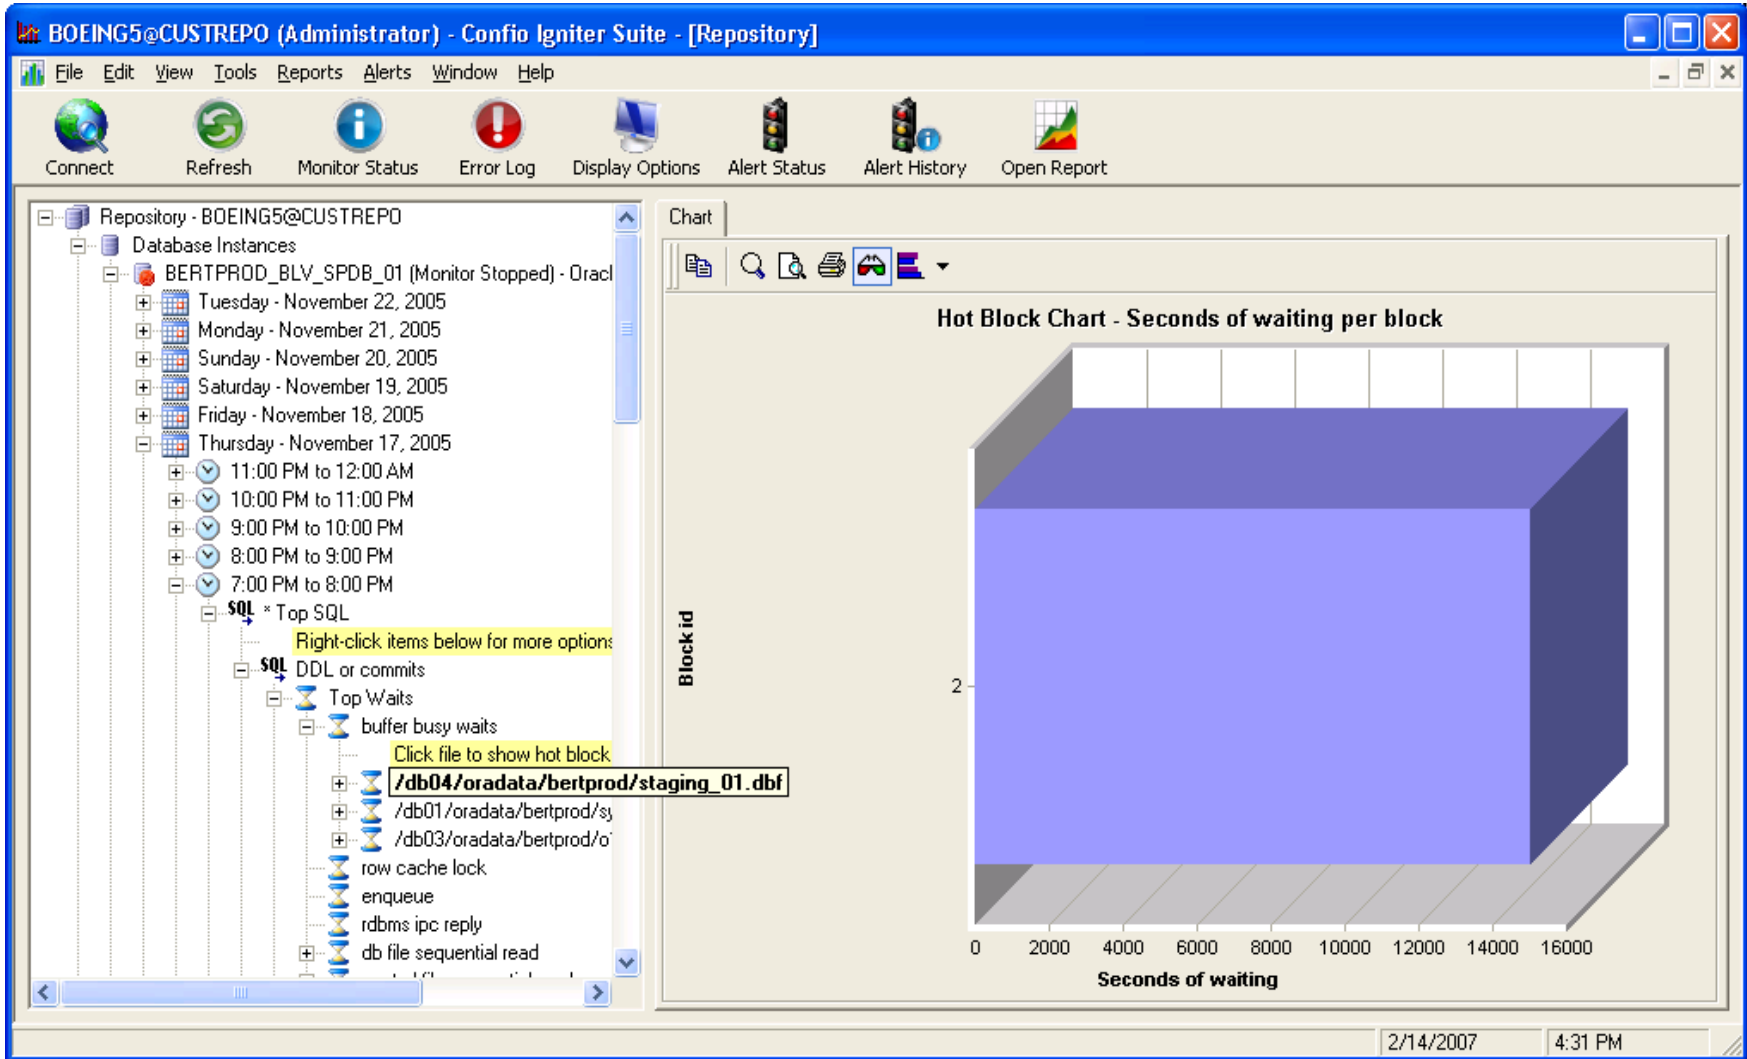 BOEING5@CUSTREPO (Administrator) - Confio Igniter Suite - [Repository]
File Edit View Tools Reports Alerts Window Help
Connect Refresh Monitor Status Error Log Display Options Alert Status Alert History Open Report
Repository - BOEING5@CUSTREPO
Database Instances
BERTPROD_BLV_SPDB_01 (Monitor Stopped) - Oracl
Tuesday - November 22, 2005
Monday - November 21, 2005
Sunday - November 20, 2005
Saturday - November 19, 2005
Friday - November 18, 2005
Thursday - November 17, 2005
11:00 PM to 12:00 AM
10:00 PM to 11:00 PM
9:00 PM to 10:00 PM
8:00 PM to 9:00 PM
7:00 PM to 8:00 PM
SQL * Top SQL
Right-click items below for more options
SQL DDL or commits
Top Waits
buffer busy waits
Click file to show hot block
/db04/oradata/bertprod/staging_01.dbf
/db01/oradata/bertprod/sy
/db03/oradata/bertprod/o
row cache lock
enqueue
rdbms ipc reply
db file sequential read
Chart
Hot Block Chart - Seconds of waiting per block
Block id
2
0 2000 4000 6000 8000 10000 12000 14000 16000
Seconds of waiting
2/14/2007 4:31 PM